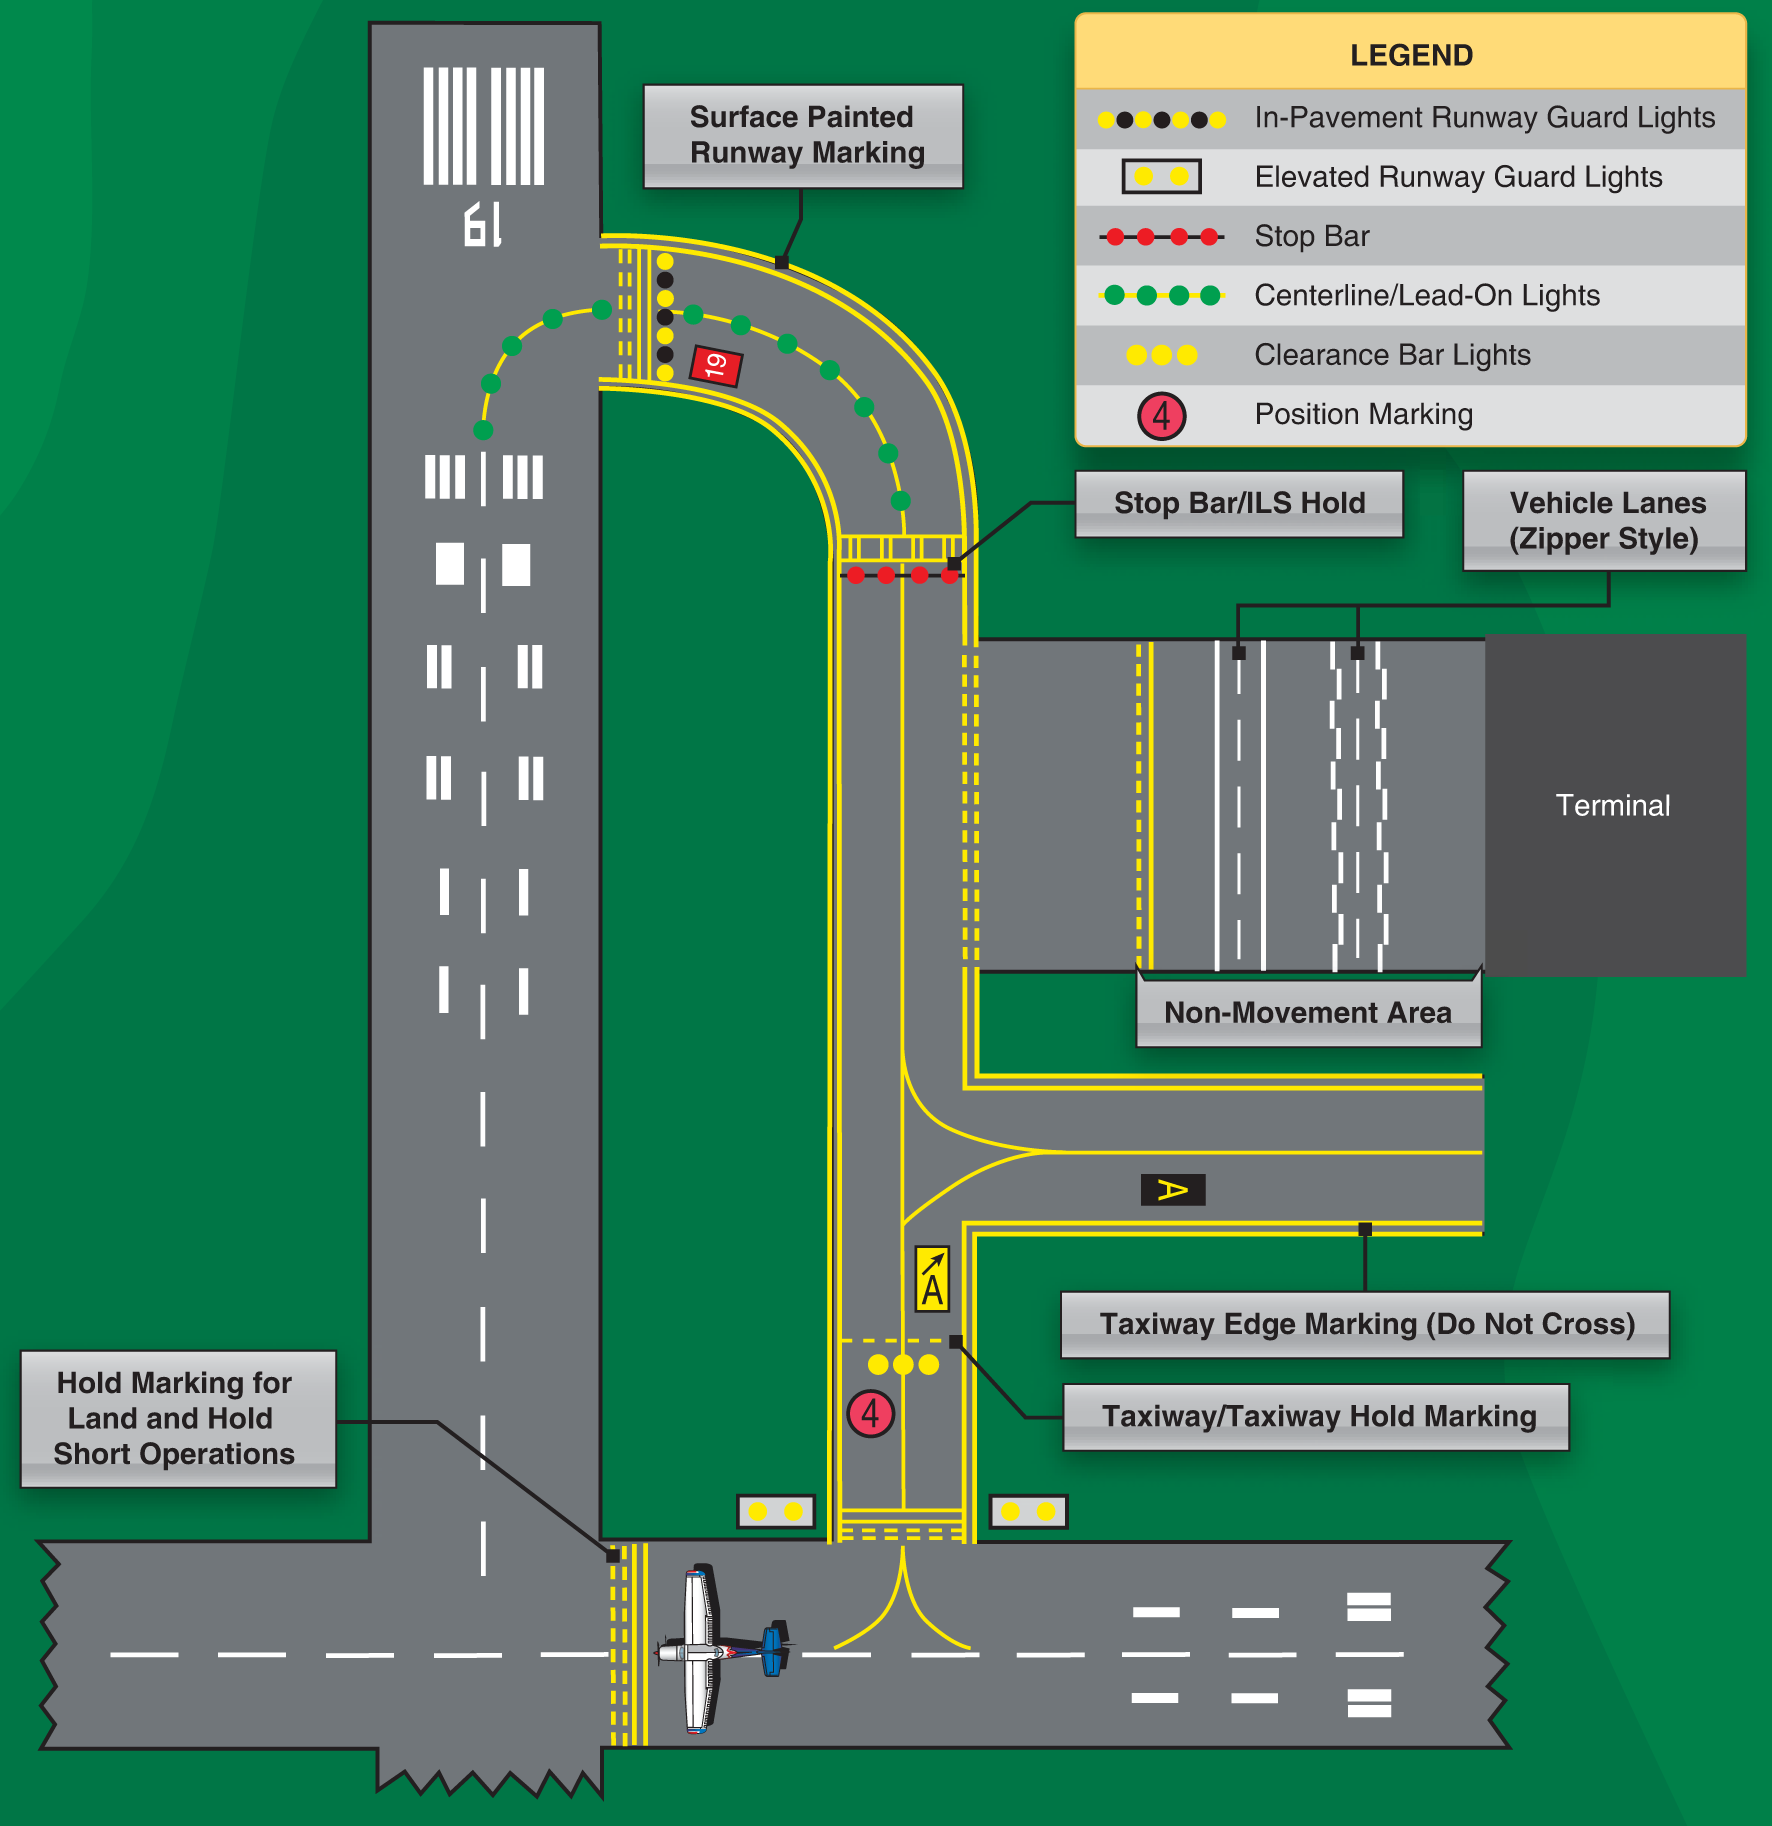 LEGEND
In-Pavement Runway Guard Lights
Elevated Runway Guard Lights
Stop Bar
Centerline/Lead-On Lights
Clearance Bar Lights
4
Position Marking
Surface Painted
Runway Marking
19
19
Stop Bar/ILS Hold
Vehicle Lanes
(Zipper Style)
Terminal
Non-Movement Area
A
A
Taxiway Edge Marking (Do Not Cross)
Taxiway/Taxiway Hold Marking
4
Hold Marking for
Land and Hold
Short Operations